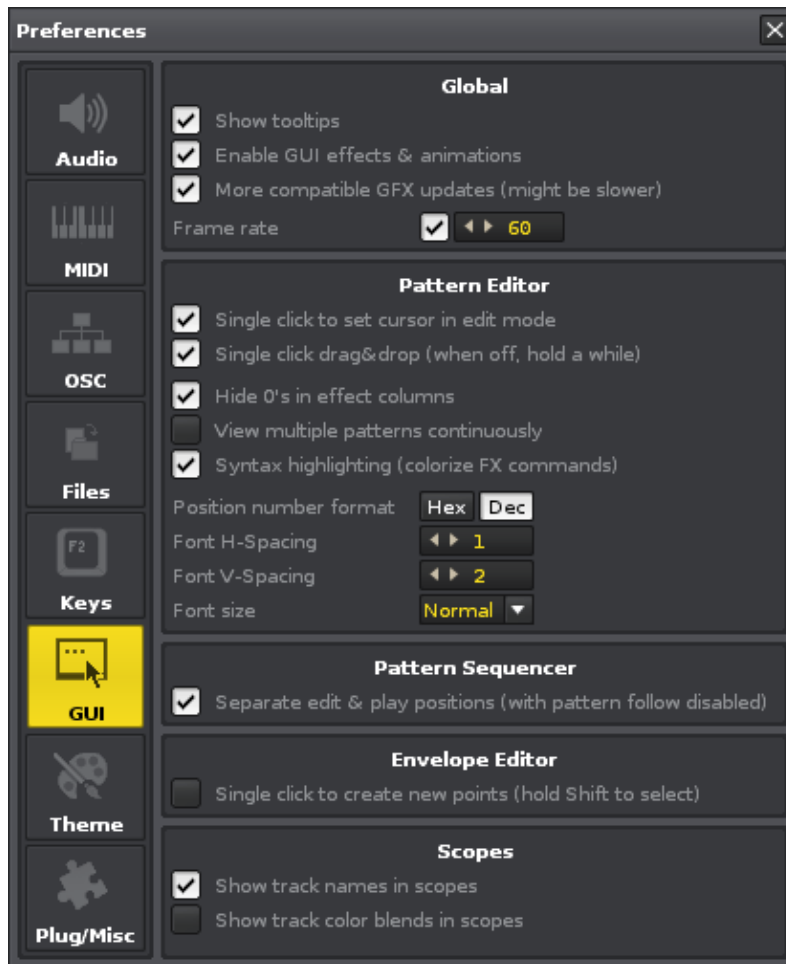 Preferences
Audio
MIDI
OSC
Files
F2
Keys
GUI
Theme
Plug/Misc
Global
Show tooltips
Enable GUI effects & animations
More compatible GFX updates (might be slower)
Frame rate 60
Pattern Editor
Single click to set cursor in edit mode
Single click drag&drop (when off, hold a while)
Hide 0's in effect columns
View multiple patterns continuously
Syntax highlighting (colorize FX commands)
Position number format Hex Dec
Font H-Spacing 1
Font V-Spacing 2
Font size Normal
Pattern Sequencer
Separate edit & play positions (with pattern follow disabled)
Envelope Editor
Single click to create new points (hold Shift to select)
Scopes
Show track names in scopes
Show track color blends in scopes